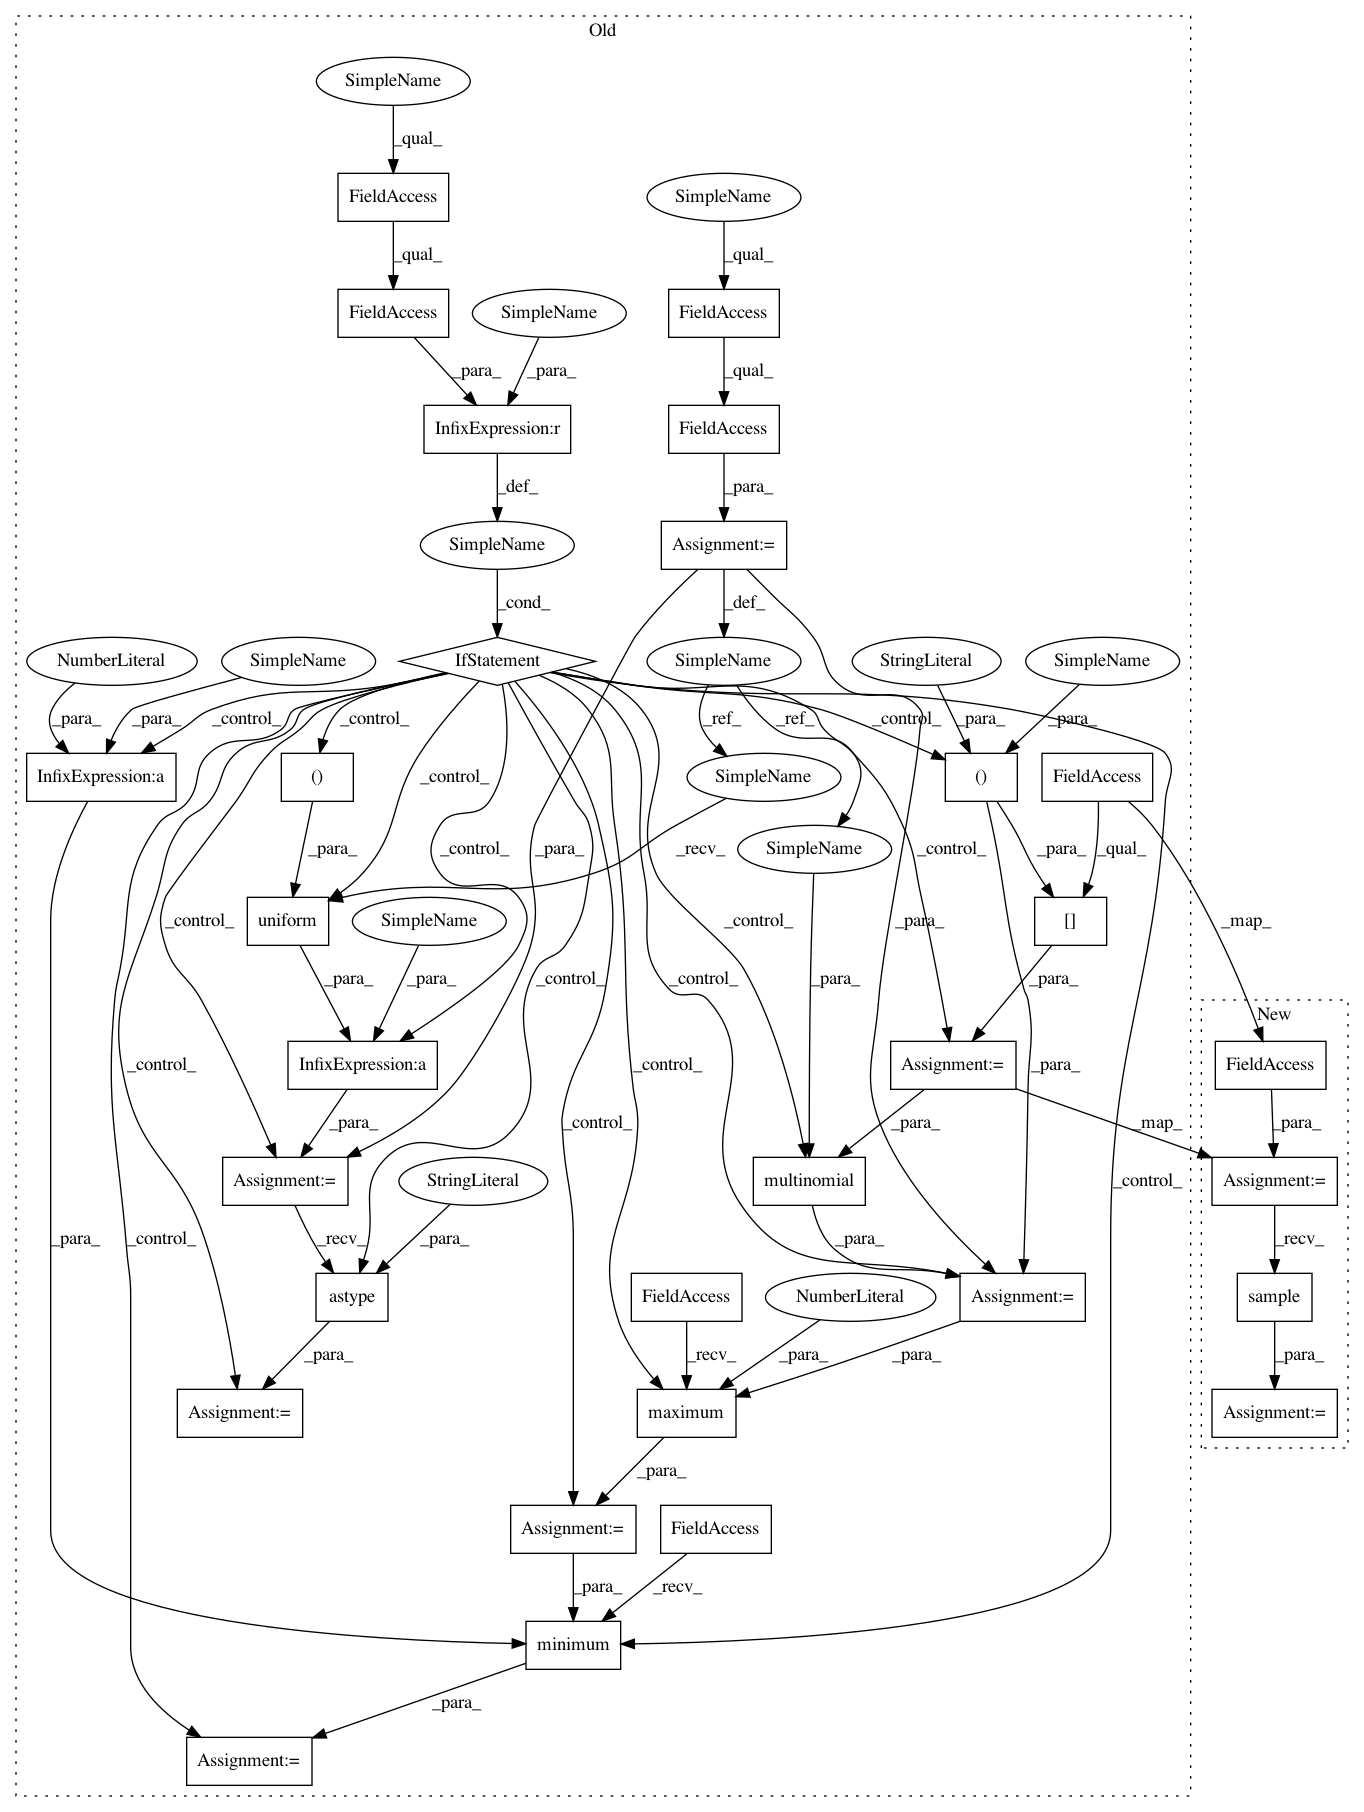 Old
SimpleName
_qual_
FieldAccess
SimpleName
_qual_
_qual_
FieldAccess
SimpleName
FieldAccess
_para_
_para_
_qual_
InfixExpression:r
FieldAccess
_def_
_para_
SimpleName
Assignment:=
_cond_
_def_
NumberLiteral
SimpleName
IfStatement
SimpleName
StringLiteral
SimpleName
_para_
_para_
_control_
_control_
_ref_
_ref_
_control_
_para_
_para_
InfixExpression:a
()
_control_
SimpleName
()
FieldAccess
_para_
_control_
_para_
_recv_
SimpleName
_control_
_para_
_qual_
_control_
uniform
SimpleName
_control_
_para_
[]
_map_
_para_
_para_
_control_
_control_
_para_
_para_
New
_control_
InfixExpression:a
_control_
Assignment:=
_para_
FieldAccess
_para_
_control_
_para_
_map_
_para_
Assignment:=
StringLiteral
multinomial
_control_
Assignment:=
_para_
_control_
_recv_
_para_
_para_
_recv_
astype
FieldAccess
NumberLiteral
Assignment:=
sample
_para_
_recv_
_para_
_para_
_para_
Assignment:=
maximum
Assignment:=
_para_
Assignment:=
FieldAccess
_para_
_recv_
minimum
_para_
Assignment:=